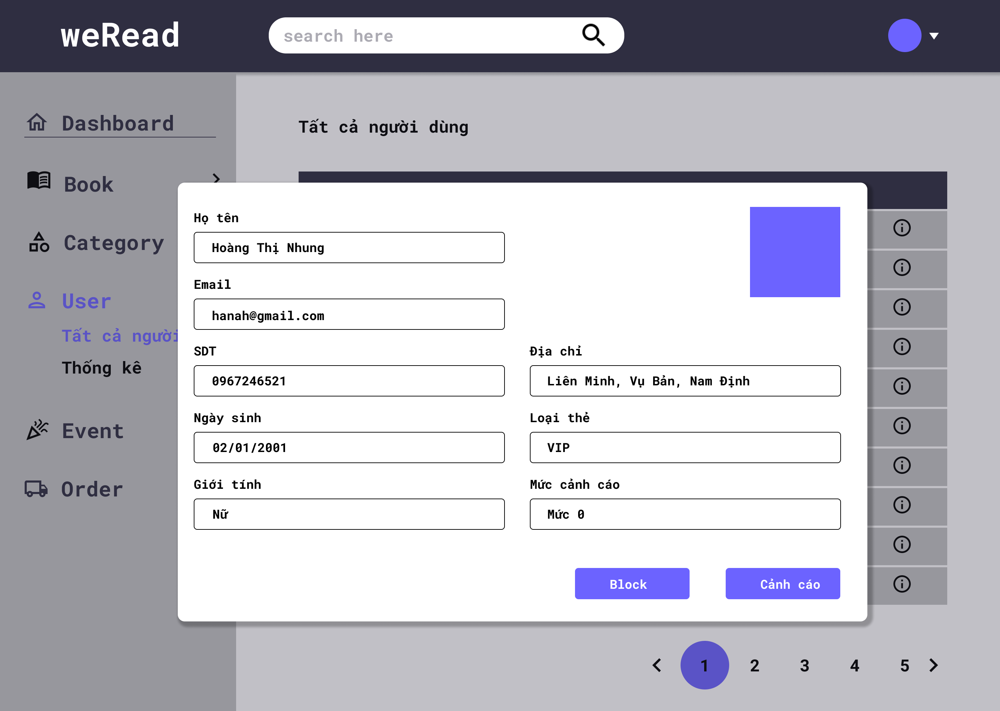 weRead
search here
Dashboard
Tất cả người dùng
Book
Category
User
Tất cả người
Thống kê
Event
Order
Họ tên
Hoàng Thị Nhung
Email
hanah@gmail.com
SDT
0967246521
Địa chỉ
Liên Minh, Vụ Bản, Nam Định
Ngày sinh
02/01/2001
Loại thẻ
VIP
Giới tính
Nữ
Mức cảnh cáo
Mức 0
Block
Cảnh cáo
1 2 3 4 5